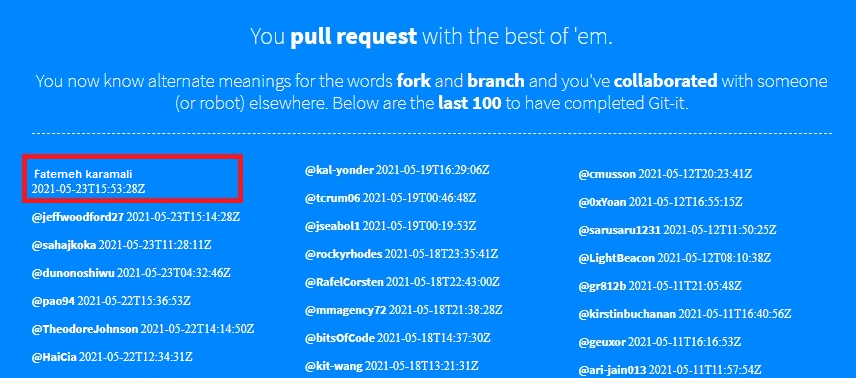 You pull request with the best of 'em.
You now know alternate meanings for the words fork and branch and you've collaborated with someone
(or robot) elsewhere. Below are the last 100 to have completed Git-it.
Fatemeh karamali
2021-05-23T15:53:28Z
@jeffwoodford27 2021-05-23T15:14:28Z
@sahajkoka 2021-05-23T11:28:11Z
@dunonoshiwu 2021-05-23T04:32:46Z
@pao94 2021-05-22T15:36:53Z
@TheodoreJohnson 2021-05-22T14:14:50Z
@HaiCia 2021-05-22T12:34:31Z
@kal-yonder 2021-05-19T16:29:06Z
@tcrum06 2021-05-19T00:46:48Z
@jseabol1 2021-05-19T00:19:53Z
@rockyrhodes 2021-05-18T23:35:41Z
@RafelCorsten 2021-05-18T22:43:00Z
@mmagency72 2021-05-18T21:38:28Z
@bitsOfCode 2021-05-18T14:37:30Z
@kit-wang 2021-05-18T13:21:31Z
@cmusson 2021-05-12T20:23:41Z
@0xYoan 2021-05-12T16:55:15Z
@sarusaru1231 2021-05-12T11:50:25Z
@LightBeacon 2021-05-12T08:10:38Z
@gr812b 2021-05-11T21:05:48Z
@kirstinbuchanan 2021-05-11T16:40:56Z
@geuxor 2021-05-11T16:16:53Z
@ari-jain013 2021-05-11T11:57:54Z